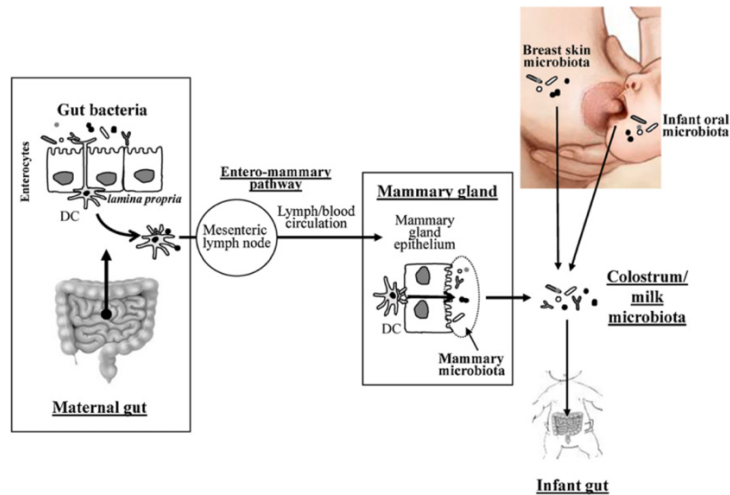 Breast skin
microbiota
Infant oral
microbiota
Gut bacteria
Enterocytes
lamina propria
DC
Maternal gut
Entero-mammary
pathway
Mesenteric
lymph node
Lymph/blood
circulation
Mammary gland
Mammary
gland
epithelium
DC
Mammary
microbiota
Colostrum/
milk
microbiota
Infant gut